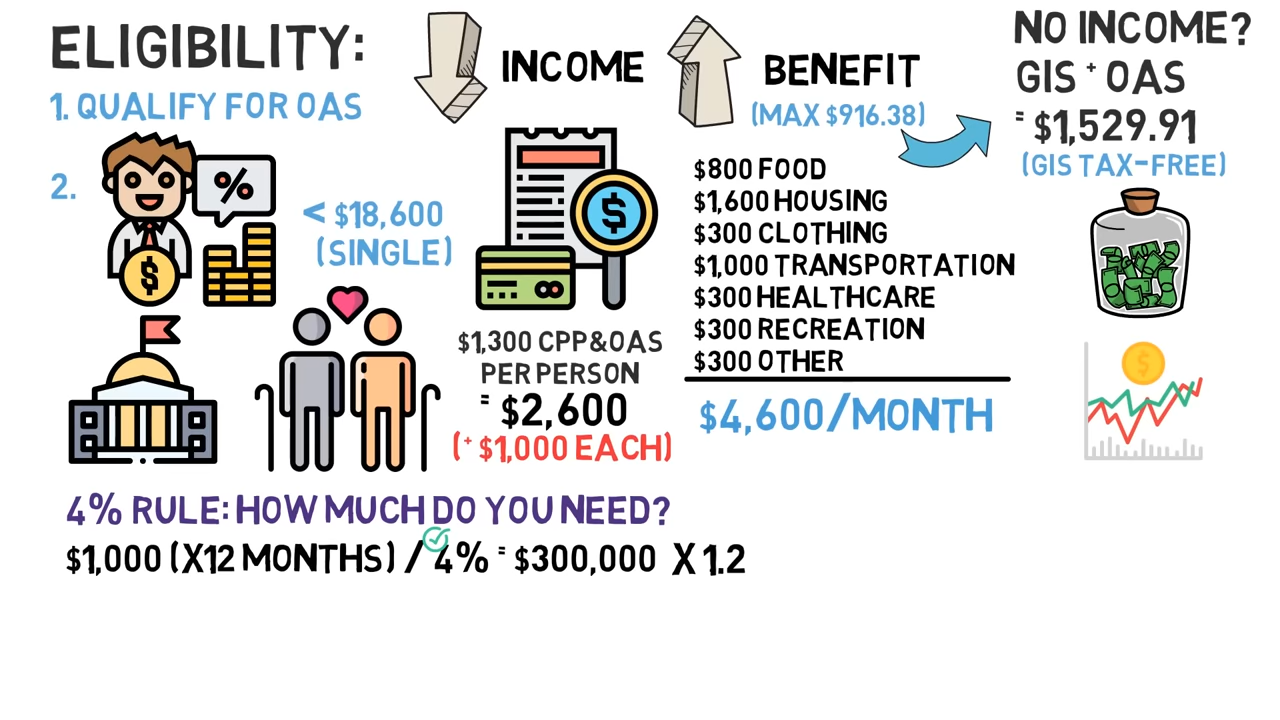 ELIGIBILITY:
1. QUALIFY FOR OAS
2.
%
$
< $18,600
(SINGLE)
INCOME
$
$1,300 CPP&OAS
PER PERSON
= $2,600
(+ $1,000 EACH)
BENEFIT
(MAX $916.38)
$800 FOOD
$1,600 HOUSING
$300 CLOTHING
$1,000 TRANSPORTATION
$300 HEALTHCARE
$300 RECREATION
$300 OTHER
$4,600/MONTH
NO INCOME?
GIS + OAS
= $1,529.91
(GIS TAX-FREE)
$
4% RULE: HOW MUCH DO YOU NEED?
$1,000 (X12 MONTHS) / 4% = $300,000 X 1.2